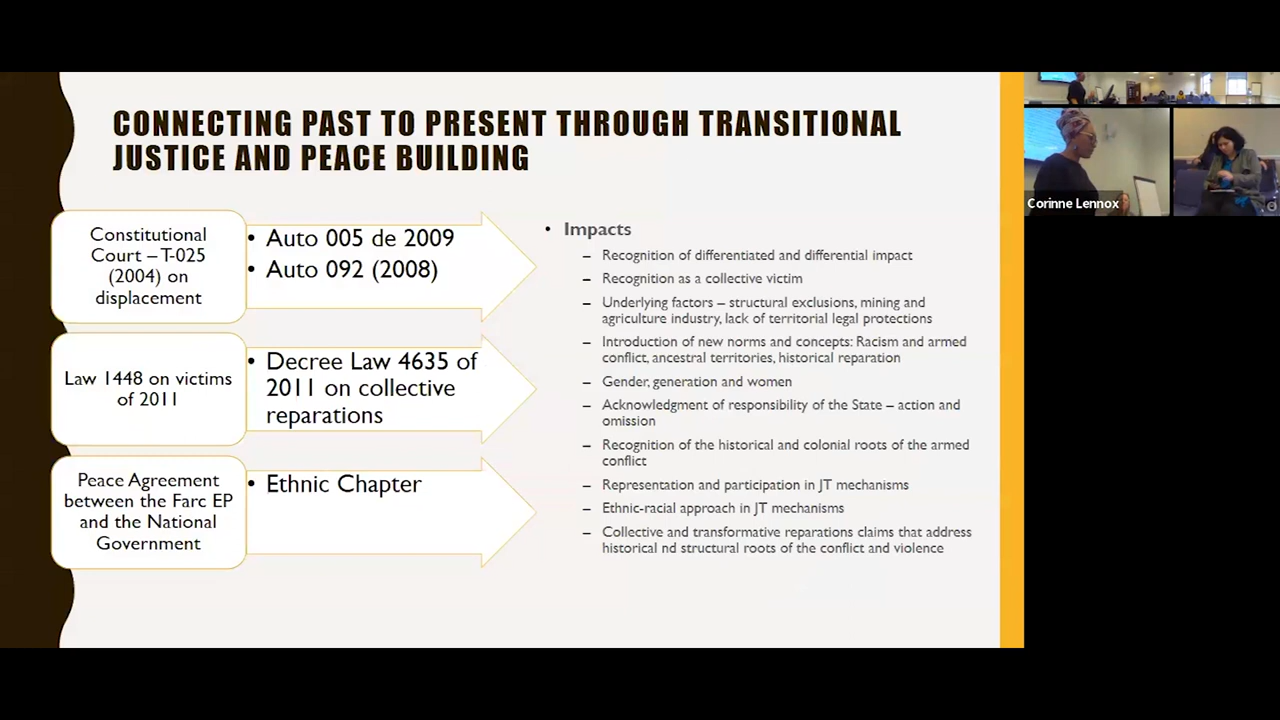 CONNECTING PAST TO PRESENT THROUGH TRANSITIONAL
JUSTICE AND PEACE BUILDING
Constitutional
Court – T-025
(2004) on
displacement
• Auto 005 de 2009
• Auto 092 (2008)
Law 1448 on victims
of 2011
• Decree Law 4635 of
2011 on collective
reparations
Peace Agreement
between the Farc EP
and the National
Government
• Ethnic Chapter
• Impacts
– Recognition of differentiated and differential impact
– Recognition as a collective victim
– Underlying factors – structural exclusions, mining and
agriculture industry, lack of territorial legal protections
– Introduction of new norms and concepts: Racism and armed
conflict, ancestral territories, historical reparation
– Gender, generation and women
– Acknowledgment of responsibility of the State – action and
omission
– Recognition of the historical and colonial roots of the armed
conflict
– Representation and participation in JT mechanisms
– Ethnic-racial approach in JT mechanisms
– Collective and transformative reparations claims that address
historical nd structural roots of the conflict and violence
Corinne Lennox